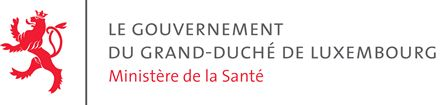 LE GOUVERNEMENT
DU GRAND-DUCHÉ DE LUXEMBOURG
Ministère de la Santé